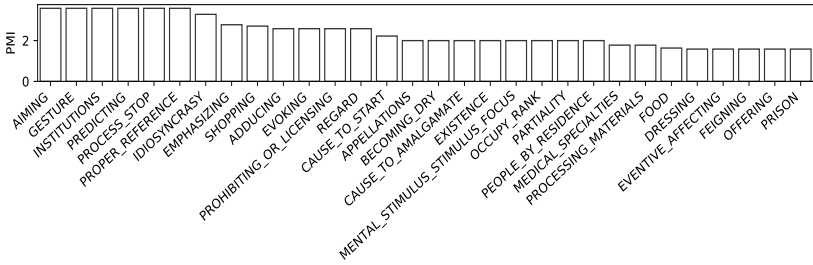 PMI
2
0
AIMING
GESTURE
INSTITUTIONS
PREDICTING
PROCESS_STOP
PROPER_REFERENCE
IDIOSYNCRASY
EMPHASIZING
SHOPPING
ADDUCING
EVOKING
PROHIBITING_OR_LICENSING
REGARD
CAUSE_TO_START
APPELLATIONS
BECOMING_DRY
CAUSE_TO_AMALGAMATE
EXISTENCE
MENTAL_STIMULUS_STIMULUS_FOCUS
OCCUPY_RANK
PARTIALITY
PEOPLE_BY_RESIDENCE
MEDICAL_SPECIALTIES
PROCESSING_MATERIALS
FOOD
DRESSING
EVENTIVE_AFFECTING
FEIGNING
OFFERING
PRISON